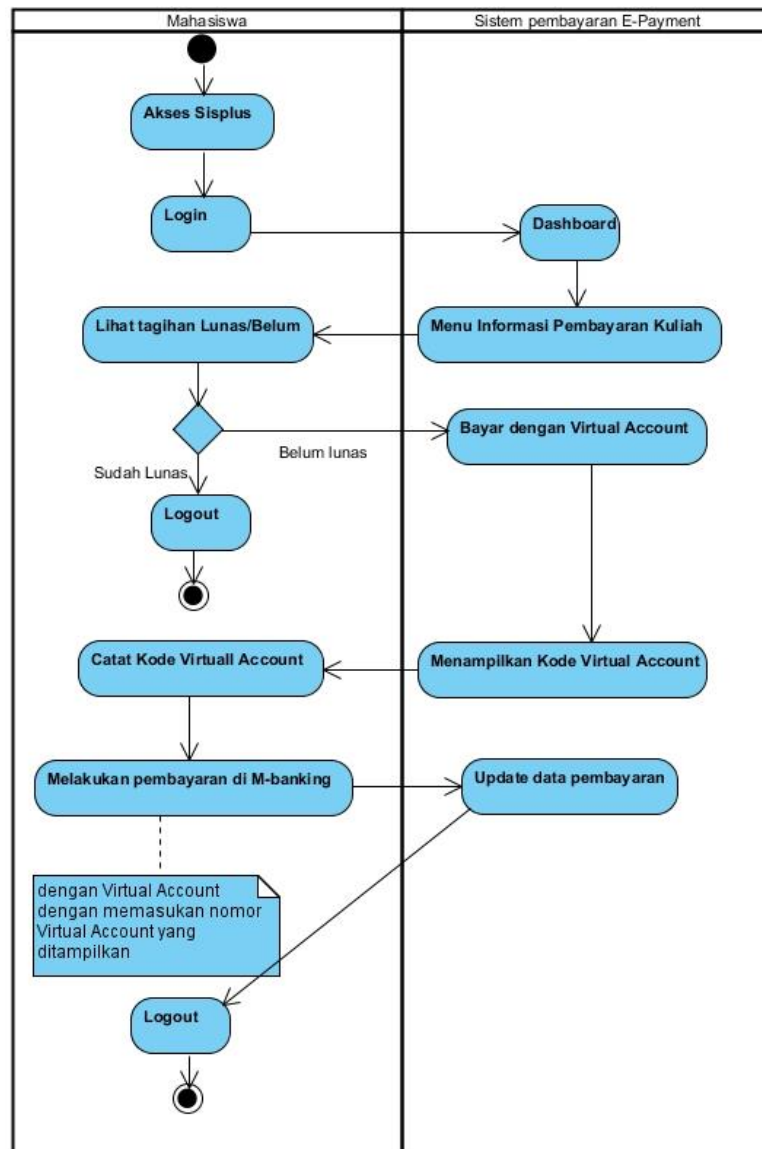 Mahasiswa
Sistem pembayaran E-Payment
Akses Sisplus
Login
Dashboard
Lihat tagihan Lunas/Belum
Menu Informasi Pembayaran Kuliah
Bayar dengan Virtual Account
Belum lunas
Sudah Lunas
Logout
Catat Kode Virtuall Account
Menampilkan Kode Virtual Account
Melakukan pembayaran di M-banking
Update data pembayaran
dengan Virtual Account
dengan memasukan nomor
Virtual Account yang
ditampilkan
Logout